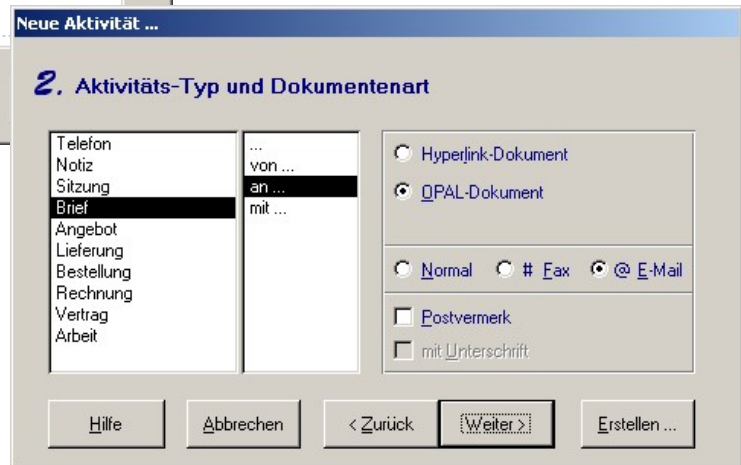 Neue Aktivität ...
2. Aktivitäts-Typ und Dokumentenart
Telefon
Notiz
Sitzung
Brief
Angebot
Lieferung
Bestellung
Rechnung
Vertrag
Arbeit
...
von ...
an ...
mit ...
Hyperlink-Dokument
OPAL-Dokument
Normal # Fax @ E-Mail
Postvermerk
mit Unterschrift
Hilfe Abbrechen < Zurück Weiter > Erstellen ...